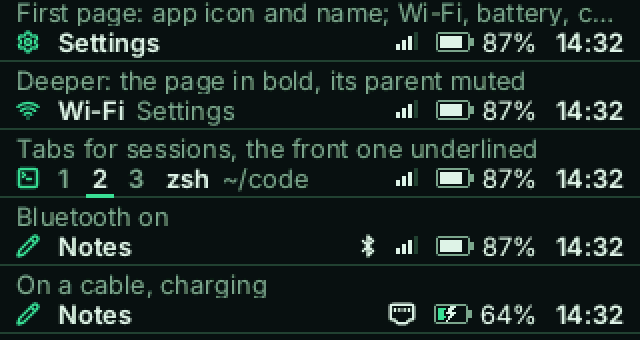 First page: app icon and name; Wi-Fi, battery, c...
Settings 87% 14:32
Deeper: the page in bold, its parent muted
Wi-Fi Settings 87% 14:32
Tabs for sessions, the front one underlined
1 2 3 zsh ~/code 87% 14:32
Bluetooth on
Notes 87% 14:32
On a cable, charging
Notes 64% 14:32